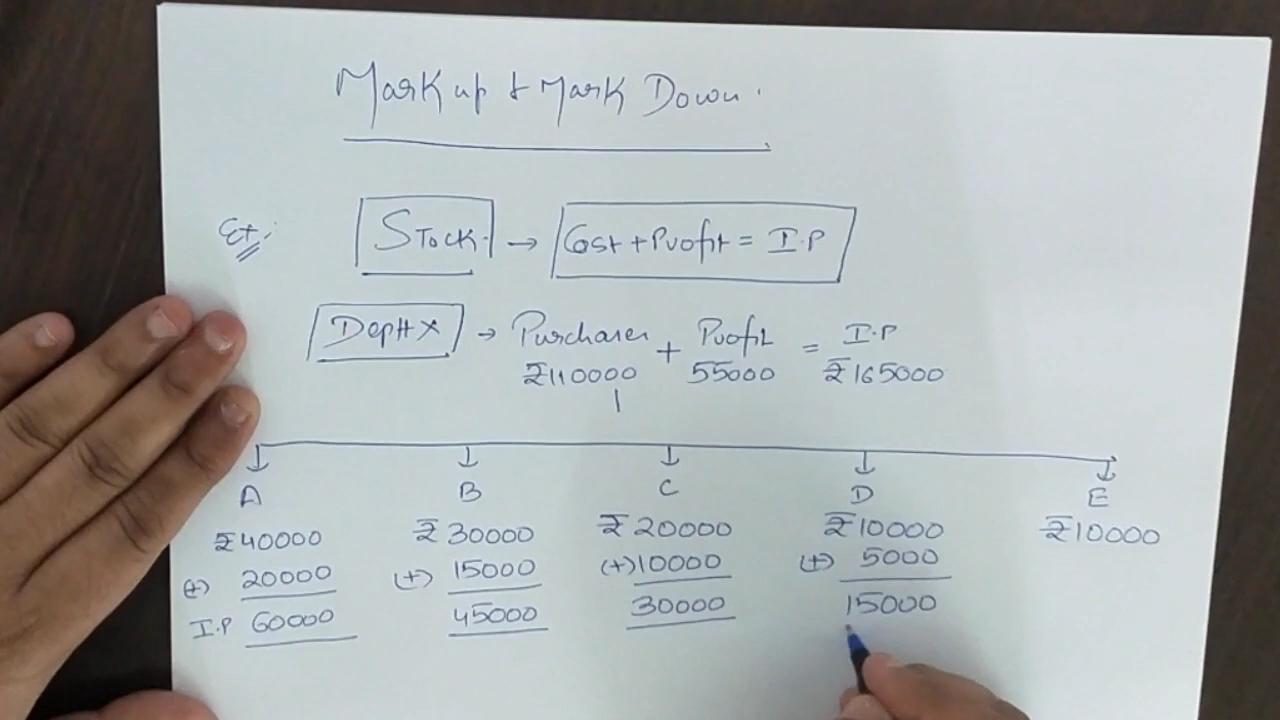 Mark up & Mark Down.
Ex:-
Stock. → Cost + Profit = I.P
Dept X → Purchases + Profit = I.P
₹110000 55000 ₹165000
A B C D E
₹40000 ₹30000 ₹20000 ₹10000 ₹10000
(+) 20000 (+) 15000 (+) 10000 (+) 5000
I.P 60000 45000 30000 15000